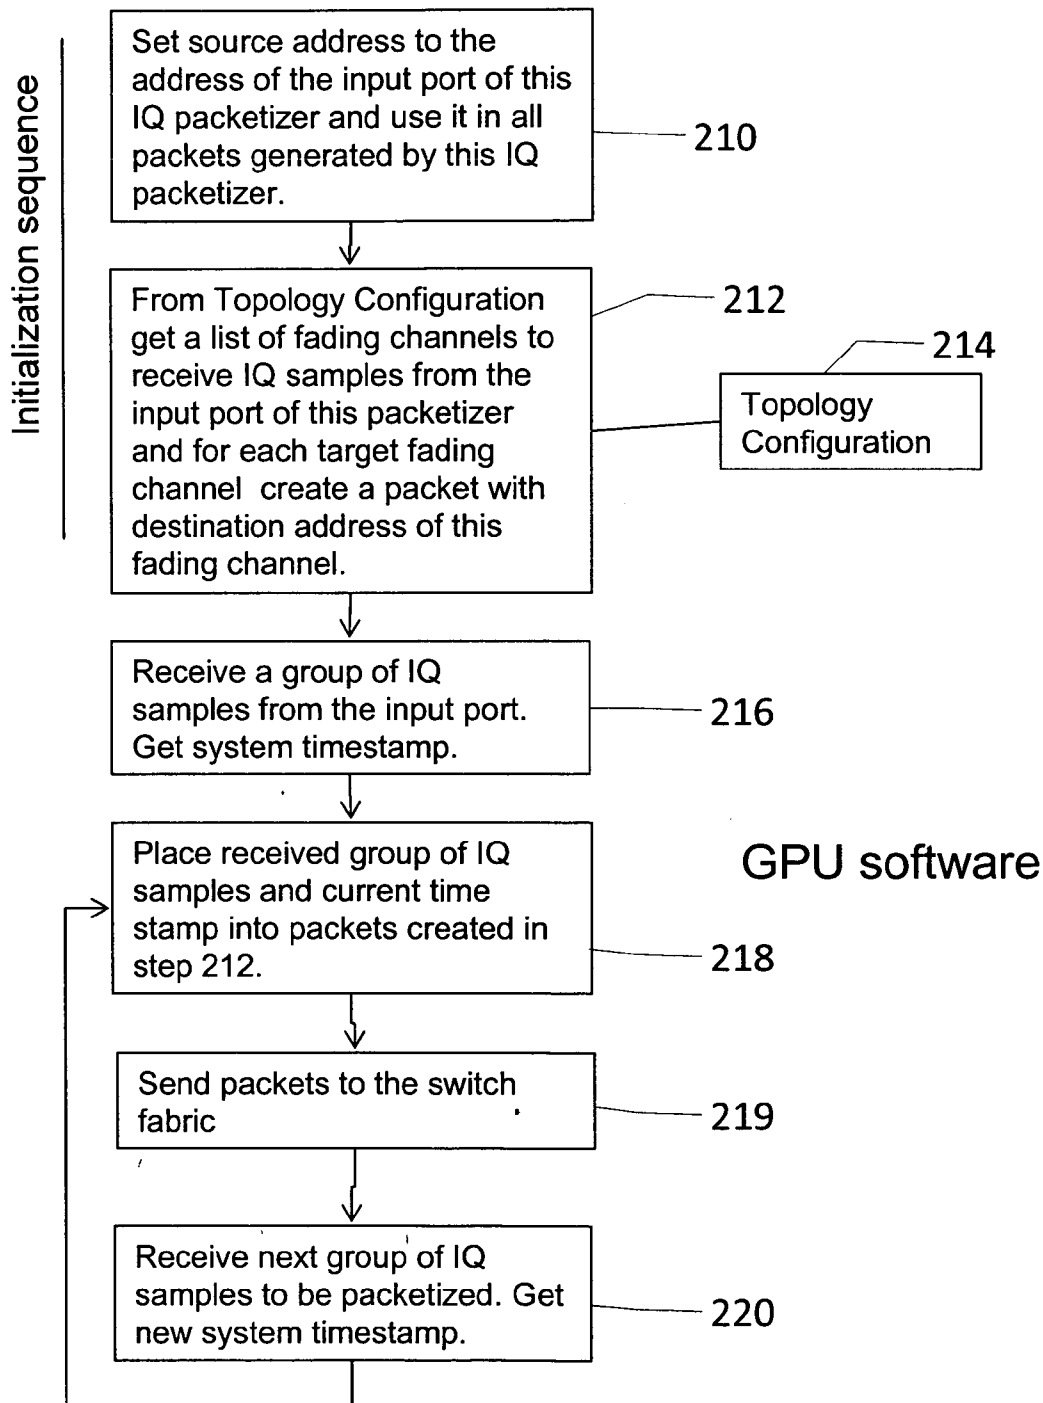 Initialization sequence
Set source address to the
address of the input port of this
IQ packetizer and use it in all
packets generated by this IQ
packetizer.
210
From Topology Configuration
get a list of fading channels to
receive IQ samples from the
input port of this packetizer
and for each target fading
channel create a packet with
destination address of this
fading channel.
212
214
Topology
Configuration
Receive a group of IQ
samples from the input port.
Get system timestamp.
216
Place received group of IQ
samples and current time
stamp into packets created in
step 212.
GPU software
218
Send packets to the switch
fabric
219
Receive next group of IQ
samples to be packetized. Get
new system timestamp.
220